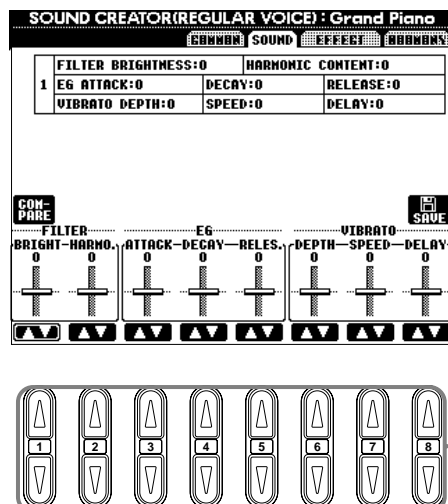 SOUND CREATOR(REGULAR VOICE) : Grand Piano
COMMON SOUND EFFECT HARMONY
FILTER BRIGHTNESS:0 HARMONIC CONTENT:0
1 EG ATTACK:0 DECAY:0 RELEASE:0
VIBRATO DEPTH:0 SPEED:0 DELAY:0
COM-
PARE
SAVE
FILTER EG VIBRATO
BRIGHT HARMO. ATTACK DECAY RELES. DEPTH SPEED DELAY
0 0 0 0 0 0 0 0
1 2 3 4 5 6 7 8